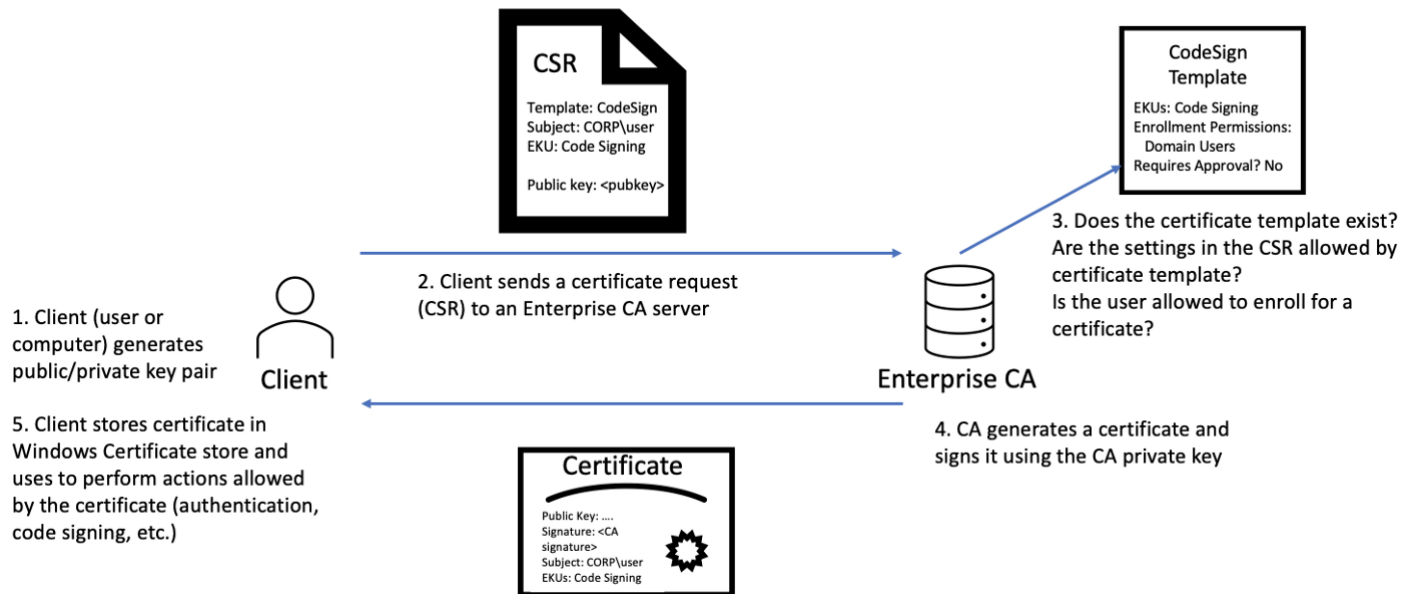 CSR
Template: CodeSign
Subject: CORP\user
EKU: Code Signing
Public key: <pubkey>
CodeSign
Template
EKUs: Code Signing
Enrollment Permissions:
Domain Users
Requires Approval? No
1. Client (user or
computer) generates
public/private key pair
Client
2. Client sends a certificate request
(CSR) to an Enterprise CA server
Enterprise CA
3. Does the certificate template exist?
Are the settings in the CSR allowed by
certificate template?
Is the user allowed to enroll for a
certificate?
4. CA generates a certificate and
signs it using the CA private key
Certificate
Public Key: ....
Signature: <CA
signature>
Subject: CORP\user
EKUs: Code Signing
5. Client stores certificate in
Windows Certificate store and
uses to perform actions allowed
by the certificate (authentication,
code signing, etc.)